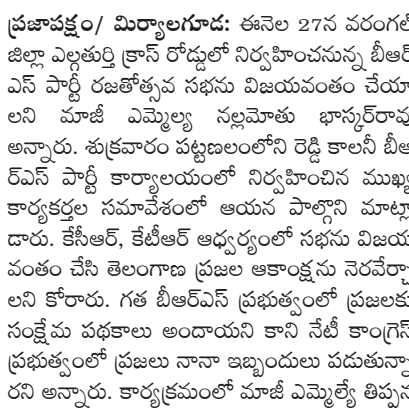 ప్రజాపక్షం/ మిర్యాలగూడ: ఈనెల 27న వరంగల్
జిల్లా ఎల్కతుర్తి క్రాస్ రోడ్డులో నిర్వహించనున్న బీఆర్
ఎస్ పార్టీ రజతోత్సవ సభను విజయవంతం చేయా
లని మాజీ ఎమ్మెల్య నల్లమోతు భాస్కర్‌రావు
అన్నారు. శుక్రవారం పట్టణలంలోని రెడ్డి కాలనీ బీఆ
ర్ఎస్ పార్టీ కార్యాలయంలో నిర్వహించిన ముఖ్య
కార్యకర్తల సమావేశంలో ఆయన పాల్గొని మాట్లా
డారు. కేసీఆర్, కేటీఆర్ ఆధ్వర్యంలో సభను విజయ
వంతం చేసి తెలంగాణ ప్రజల ఆకాంక్షను నెరవేర్చా
లని కోరారు. గత బీఆర్ఎస్ ప్రభుత్వంలో ప్రజలకు
సంక్షేమ పథకాలు అందాయని కాని నేటీ కాంగ్రెస్
ప్రభుత్వంలో ప్రజలు నానా ఇబ్బందులు పడుతున్నా
రని అన్నారు. కార్యక్రమంలో మాజీ ఎమ్మెల్యే తిప్పన